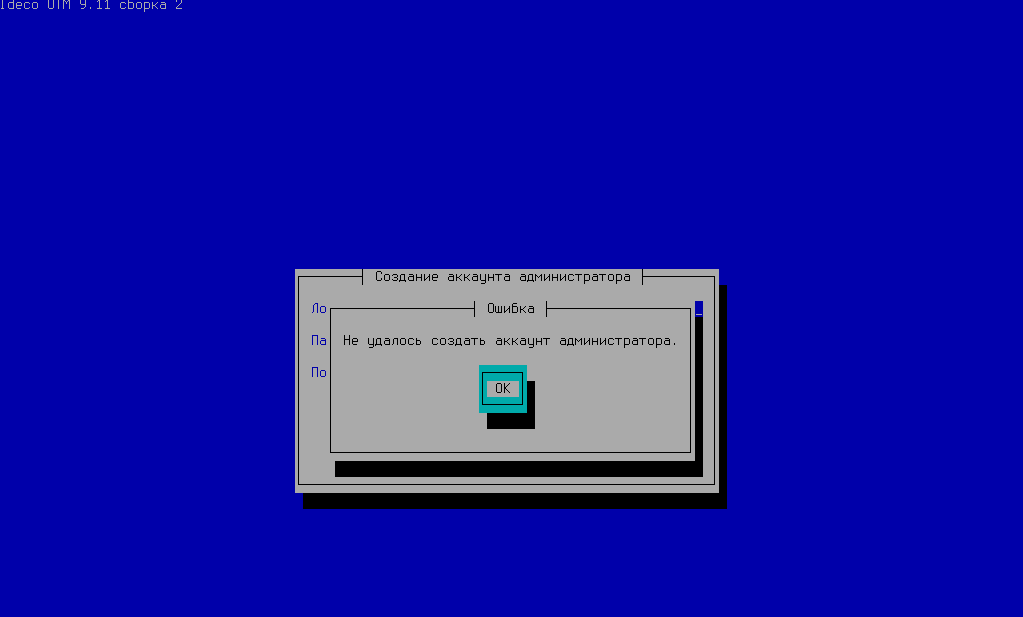 Ideco UTM 9.11 сборка 2
Создание аккаунта администратора
Ло
Ошибка
Па
Не удалось создать аккаунт администратора.
По
OK